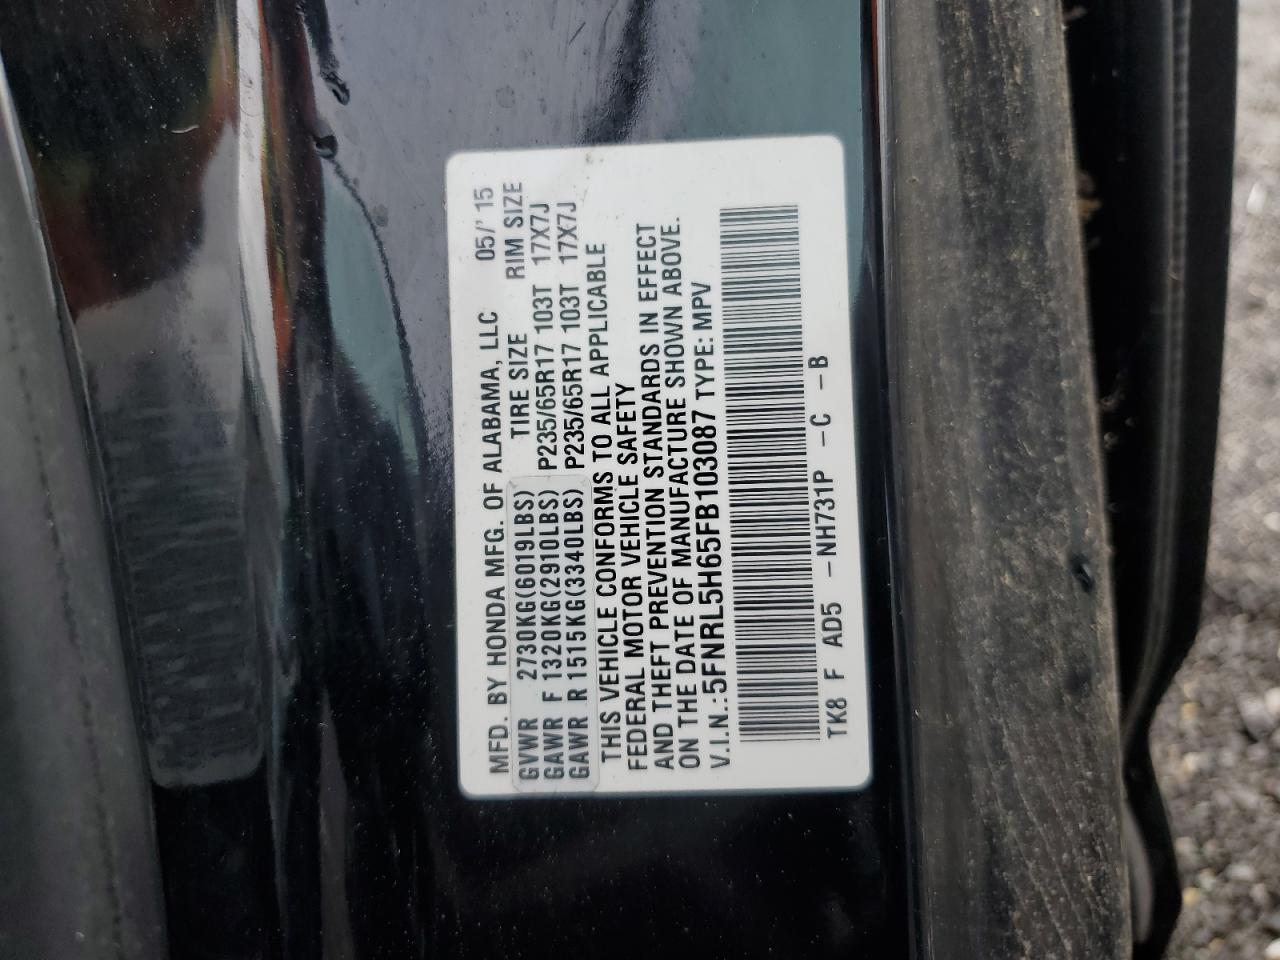 MFD. BY HONDA MFG. OF ALABAMA, LLC 05/' 15
GVWR 2730KG(6019LBS) TIRE SIZE RIM SIZE
GAWR F 1320KG(2910LBS) P235/65R17 103T 17X7J
GAWR R 1515KG(3340LBS) P235/65R17 103T 17X7J
THIS VEHICLE CONFORMS TO ALL APPLICABLE
FEDERAL MOTOR VEHICLE SAFETY
AND THEFT PREVENTION STANDARDS IN EFFECT
ON THE DATE OF MANUFACTURE SHOWN ABOVE.
V.I.N.:5FNRL5H65FB103087 TYPE: MPV
TK8 F AD5 -NH731P -C -B